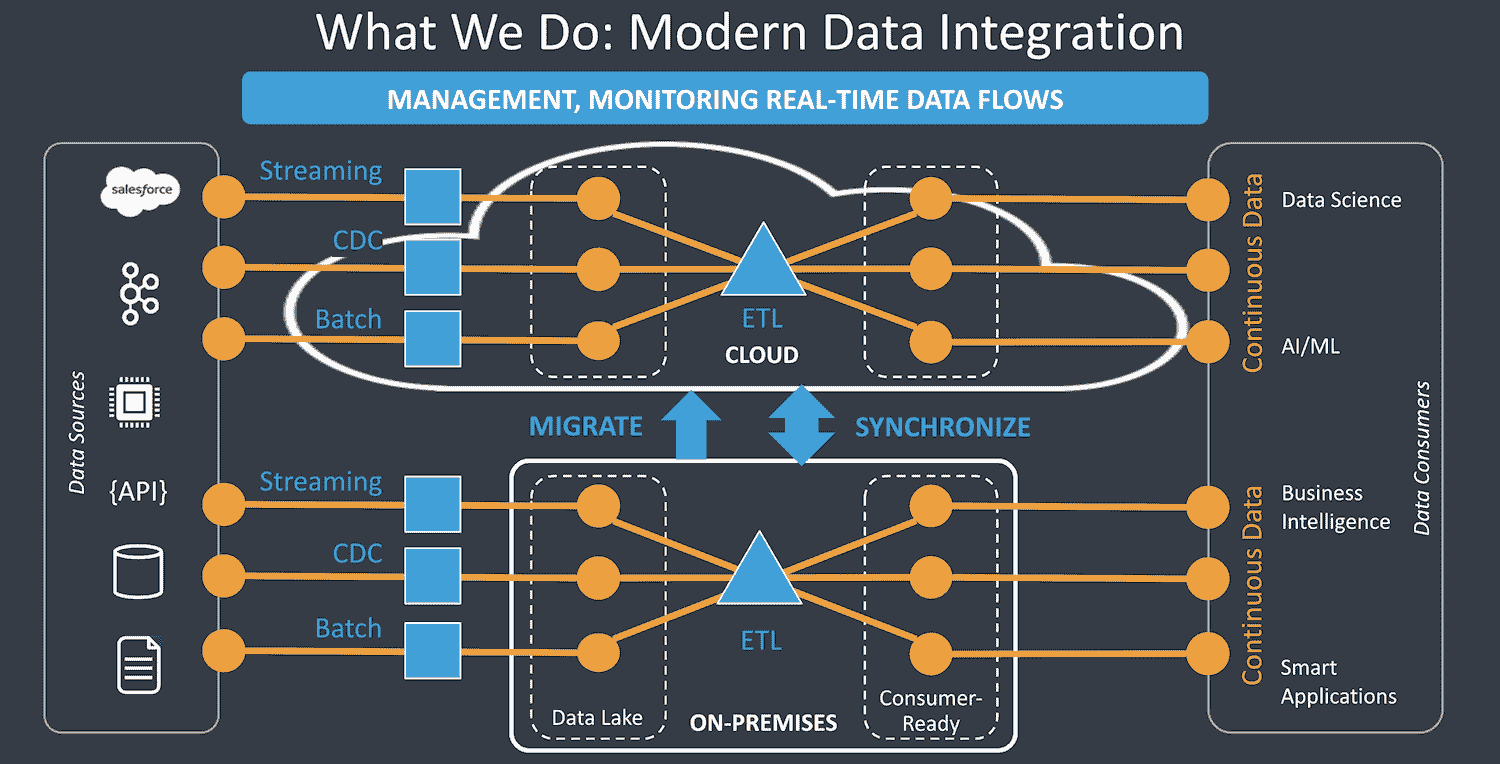 What We Do: Modern Data Integration
MANAGEMENT, MONITORING REAL-TIME DATA FLOWS
Data Sources
salesforce
{API}
Streaming
CDC
Batch
ETL
CLOUD
MIGRATE
SYNCHRONIZE
Streaming
CDC
Batch
ETL
Data Lake
ON-PREMISES
Consumer-
Ready
Continuous Data
Data Science
AI/ML
Continuous Data
Business
Intelligence
Smart
Applications
Data Consumers